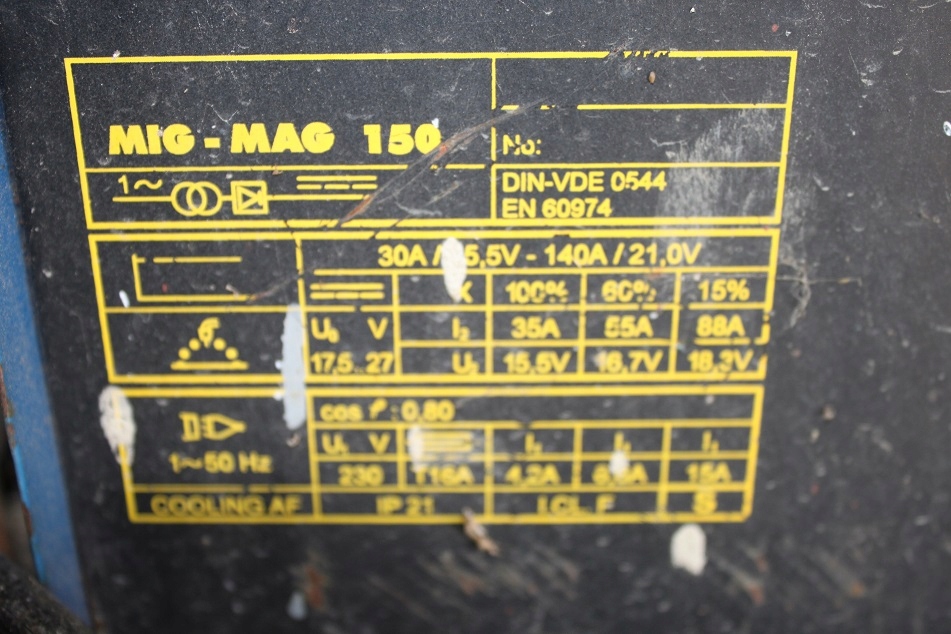 MIG - MAG 150
No:
1~
DIN-VDE 0544
EN 60974
30A / 5,5V - 140A / 21,0V
X 100% 60% 15%
U₀ V I₂ 35A 55A 88A
17,5..27 U₂ 15,5V 16,7V 18,3V
cos φ : 0,80
U₁ V I₁ I₁ I₁
1~50 Hz
230 T16A 4,2A 15A
COOLING AF IP 21 I.CL. F S